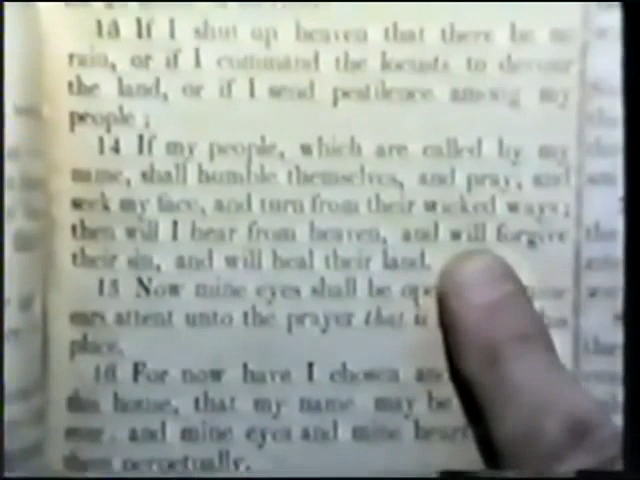 13 If I shut up heaven that there be no
rain, or if I command the locusts to devour
the land, or if I send pestilence among my
people;
14 If my people, which are called by my
name, shall humble themselves, and pray, and
seek my face, and turn from their wicked ways;
then will I hear from heaven, and will forgive
their sin, and will heal their land.
15 Now mine eyes shall be
ears attent unto the prayer that is
place.
16 For now have I chosen
this house, that my name may be
and mine eyes and mine heart
there perpetually.